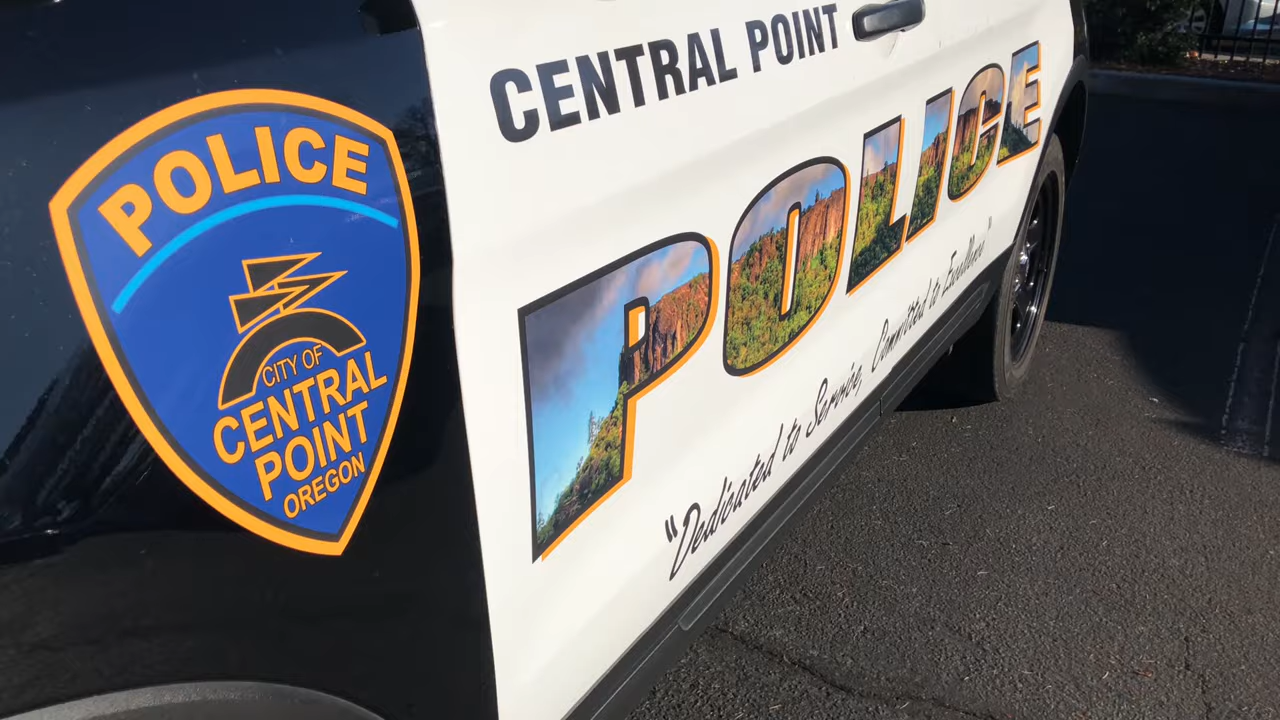 POLICE
CITY OF
CENTRAL
POINT
OREGON
CENTRAL POINT
POLICE
"Dedicated to Service, Committed to Excellence"